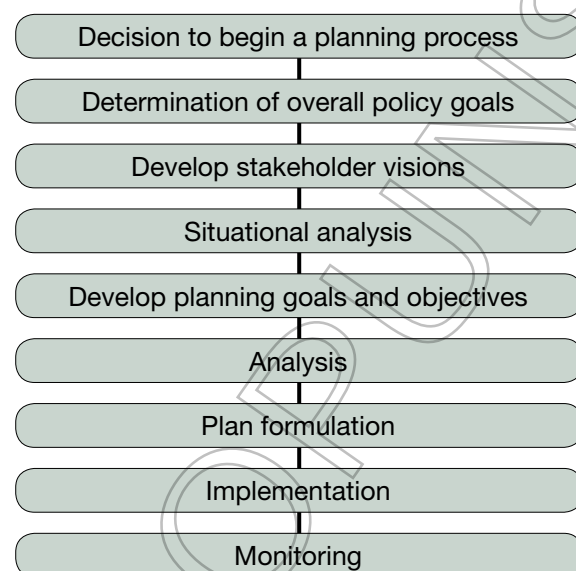 Decision to begin a planning process
Determination of overall policy goals
Develop stakeholder visions
Situational analysis
Develop planning goals and objectives
Analysis
Plan formulation
Implementation
Monitoring